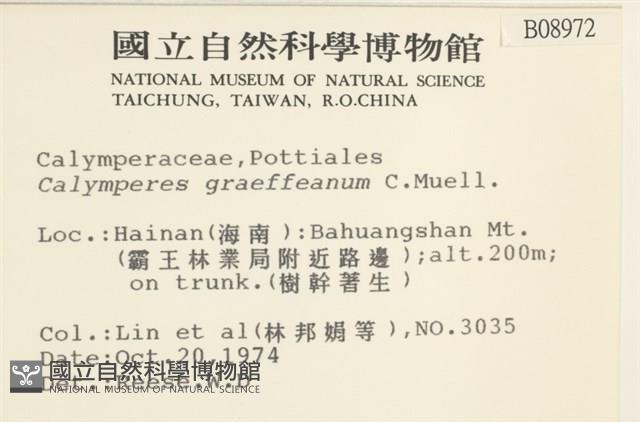 B08972
國立自然科學博物館
NATIONAL MUSEUM OF NATURAL SCIENCE
TAICHUNG, TAIWAN, R.O.CHINA
Calymperaceae,Pottiales
Calymperes graeffeanum C.Muell.
Loc.:Hainan(海南):Bahuangshan Mt.
(霸王林業局附近路邊);alt.200m;
on trunk.(樹幹著生)
Col.:Lin et al(林邦娟等),NO.3035
Date:Oct.20,1974
Det.:Reese.W.D
國立自然科學博物館
NATIONAL MUSEUM OF NATURAL SCIENCE